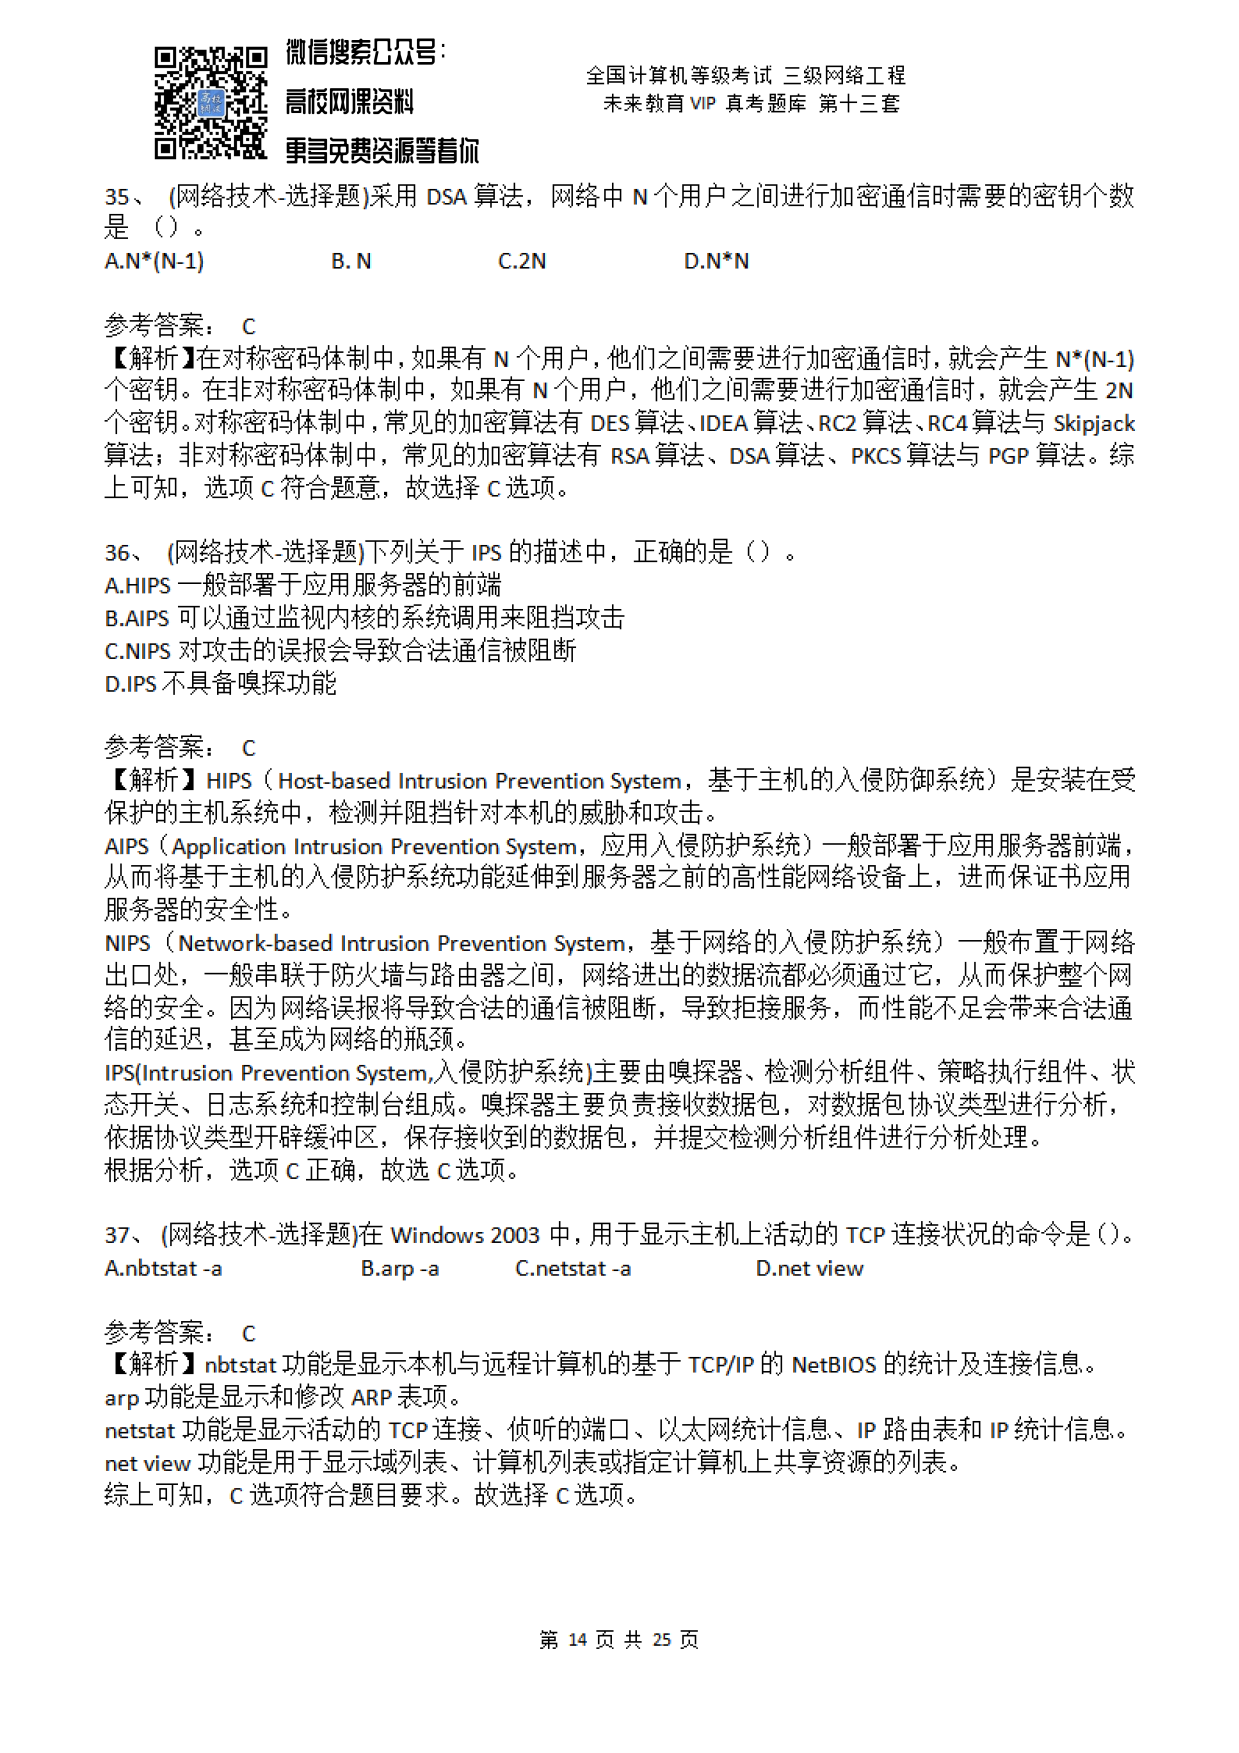 微信搜索公众号：
高校网课资料
更多免费资源等着你
全国计算机等级考试 三级网络工程
未来教育 VIP 真考题库 第十三套
35、 (网络技术-选择题)采用 DSA 算法，网络中 N 个用户之间进行加密通信时需要的密钥个数
是 （）。
A.N*(N-1) B. N C.2N D.N*N
参考答案： C
【解析】在对称密码体制中，如果有 N 个用户，他们之间需要进行加密通信时，就会产生 N*(N-1)
个密钥。在非对称密码体制中，如果有 N 个用户，他们之间需要进行加密通信时，就会产生 2N
个密钥。对称密码体制中，常见的加密算法有 DES 算法、IDEA 算法、RC2 算法、RC4 算法与 Skipjack
算法；非对称密码体制中，常见的加密算法有 RSA 算法、DSA 算法、PKCS 算法与 PGP 算法。综
上可知，选项 C 符合题意，故选择 C 选项。
36、 (网络技术-选择题)下列关于 IPS 的描述中，正确的是（）。
A.HIPS 一般部署于应用服务器的前端
B.AIPS 可以通过监视内核的系统调用来阻挡攻击
C.NIPS 对攻击的误报会导致合法通信被阻断
D.IPS 不具备嗅探功能
参考答案： C
【解析】HIPS（Host-based Intrusion Prevention System，基于主机的入侵防御系统）是安装在受
保护的主机系统中，检测并阻挡针对本机的威胁和攻击。
AIPS（Application Intrusion Prevention System，应用入侵防护系统）一般部署于应用服务器前端，
从而将基于主机的入侵防护系统功能延伸到服务器之前的高性能网络设备上，进而保证书应用
服务器的安全性。
NIPS（Network-based Intrusion Prevention System，基于网络的入侵防护系统）一般布置于网络
出口处，一般串联于防火墙与路由器之间，网络进出的数据流都必须通过它，从而保护整个网
络的安全。因为网络误报将导致合法的通信被阻断，导致拒接服务，而性能不足会带来合法通
信的延迟，甚至成为网络的瓶颈。
IPS(Intrusion Prevention System,入侵防护系统)主要由嗅探器、检测分析组件、策略执行组件、状
态开关、日志系统和控制台组成。嗅探器主要负责接收数据包，对数据包协议类型进行分析，
依据协议类型开辟缓冲区，保存接收到的数据包，并提交检测分析组件进行分析处理。
根据分析，选项 C 正确，故选 C 选项。
37、 (网络技术-选择题)在 Windows 2003 中，用于显示主机上活动的 TCP 连接状况的命令是（）。
A.nbtstat -a B.arp -a C.netstat -a D.net view
参考答案： C
【解析】nbtstat 功能是显示本机与远程计算机的基于 TCP/IP 的 NetBIOS 的统计及连接信息。
arp 功能是显示和修改 ARP 表项。
netstat 功能是显示活动的 TCP 连接、侦听的端口、以太网统计信息、IP 路由表和 IP 统计信息。
net view 功能是用于显示域列表、计算机列表或指定计算机上共享资源的列表。
综上可知，C 选项符合题目要求。故选择 C 选项。
第 14 页 共 25 页